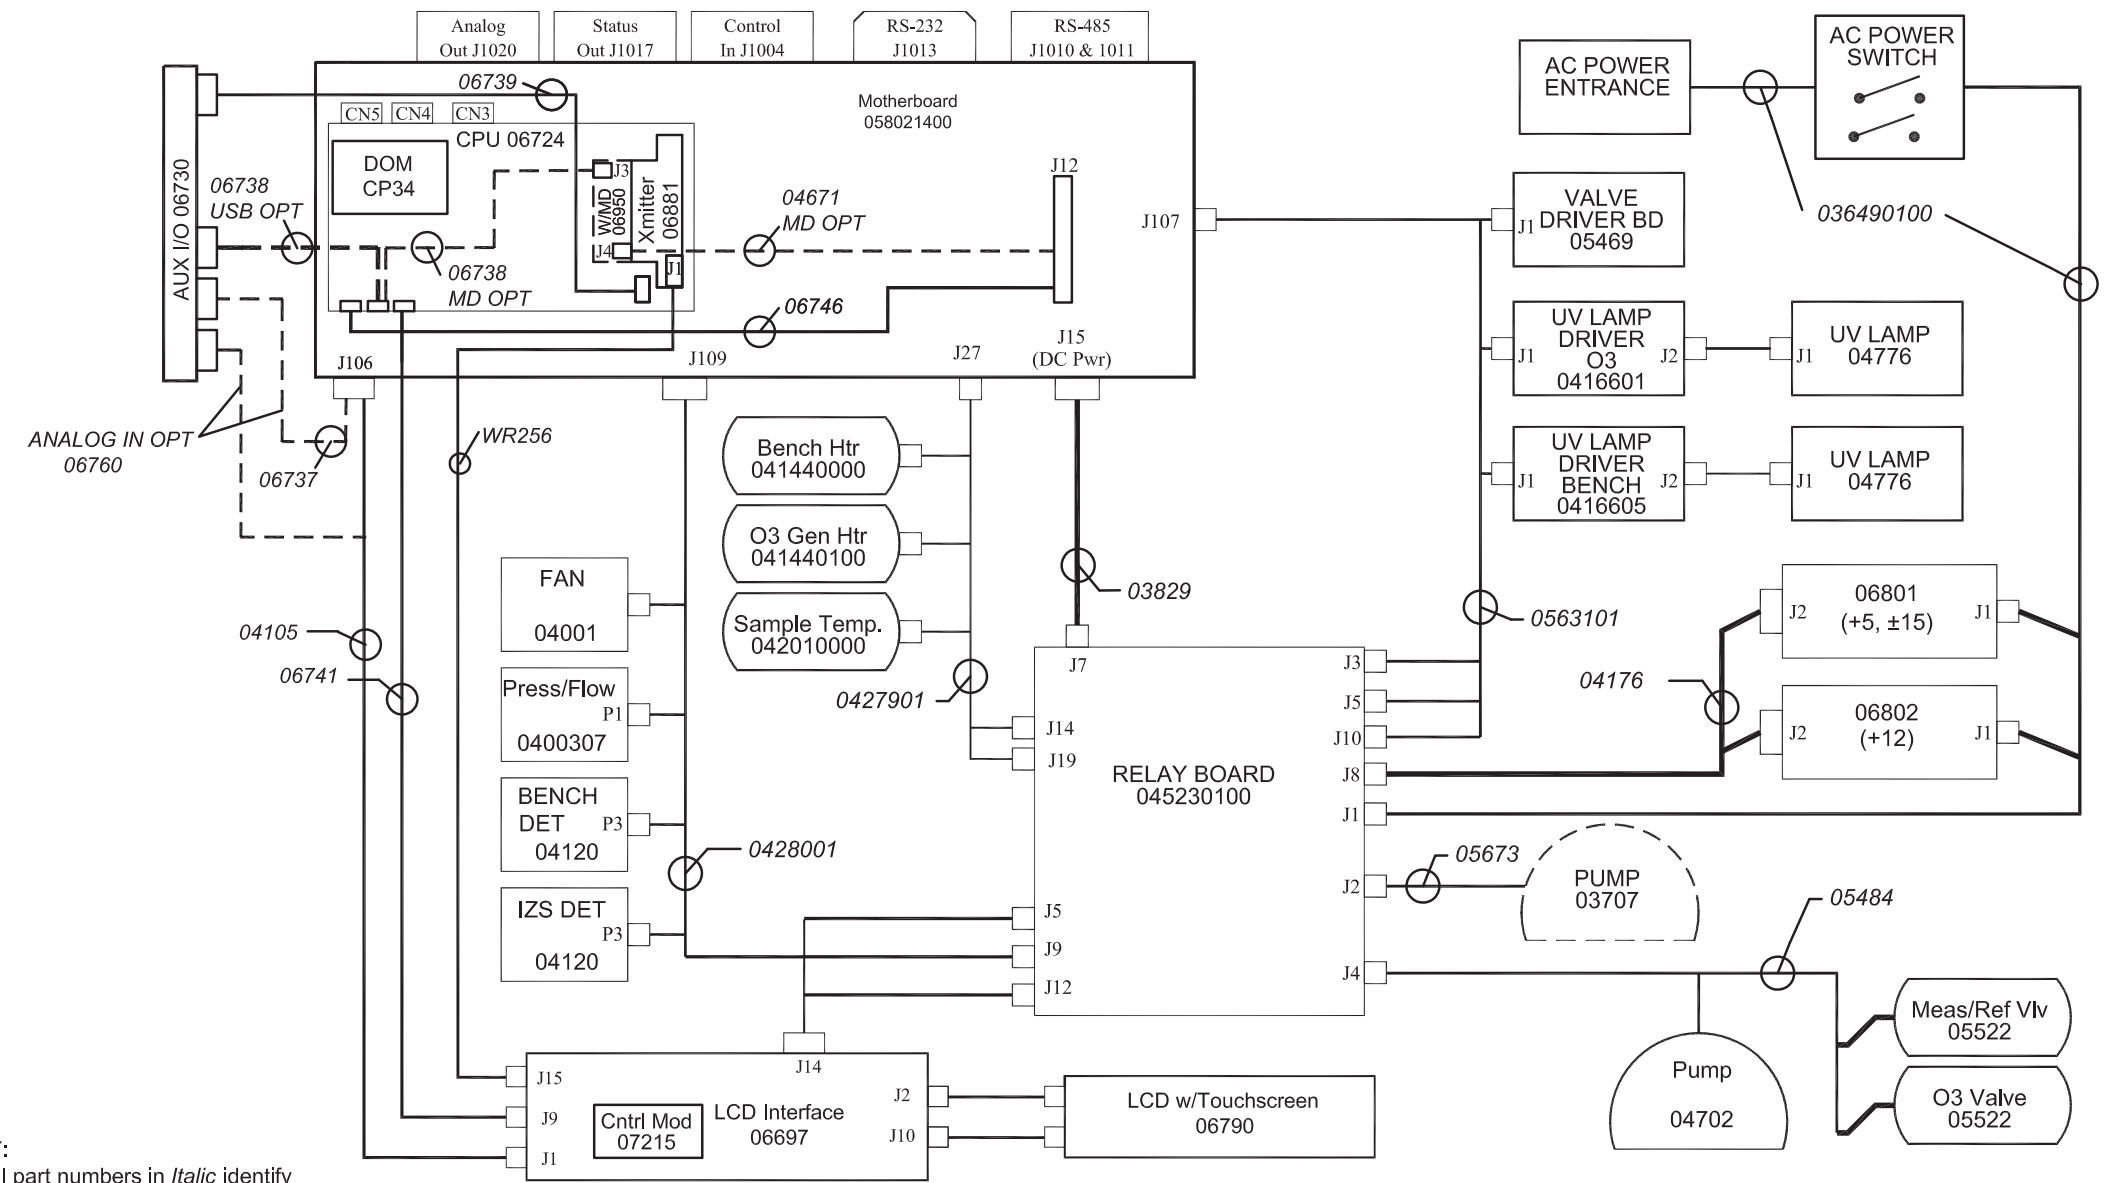 Analog
Out J1020
Status
Out J1017
Control
In J1004
RS-232
J1013
RS-485
J1010 & 1011
AC POWER
ENTRANCE
AC POWER
SWITCH
AUX I/O 06730
06739
Motherboard
058021400
CN5
CN4
CN3
CPU 06724
DOM
CP34
J3
W/MD
06950
J4
Xmitter
06881
J1
J12
04671
MD OPT
J107
06738
USB OPT
06738
MD OPT
06746
J106
J109
J27
J15
(DC Pwr)
VALVE
DRIVER BD
05469
J1
036490100
UV LAMP
DRIVER
O3
0416601
J1
J2
J1
UV LAMP
04776
UV LAMP
DRIVER
BENCH
0416605
J1
J2
J1
UV LAMP
04776
ANALOG IN OPT
06760
06737
WR256
Bench Htr
041440000
O3 Gen Htr
041440100
Sample Temp.
042010000
03829
0563101
04105
06741
FAN
04001
Press/Flow
P1
0400307
BENCH
DET
P3
04120
IZS DET
P3
04120
0427901
0428001
J7
J14
J19
RELAY BOARD
045230100
J5
J9
J12
J3
J5
J10
J8
J1
J2
J4
04176
06801
(+5, ±15)
J2
J1
06802
(+12)
J2
J1
05673
PUMP
03707
05484
Pump
04702
Meas/Ref Vlv
05522
O3 Valve
05522
J14
J15
J9
J1
Cntrl Mod
07215
LCD Interface
06697
J2
J10
LCD w/Touchscreen
06790
part numbers in Italic identify